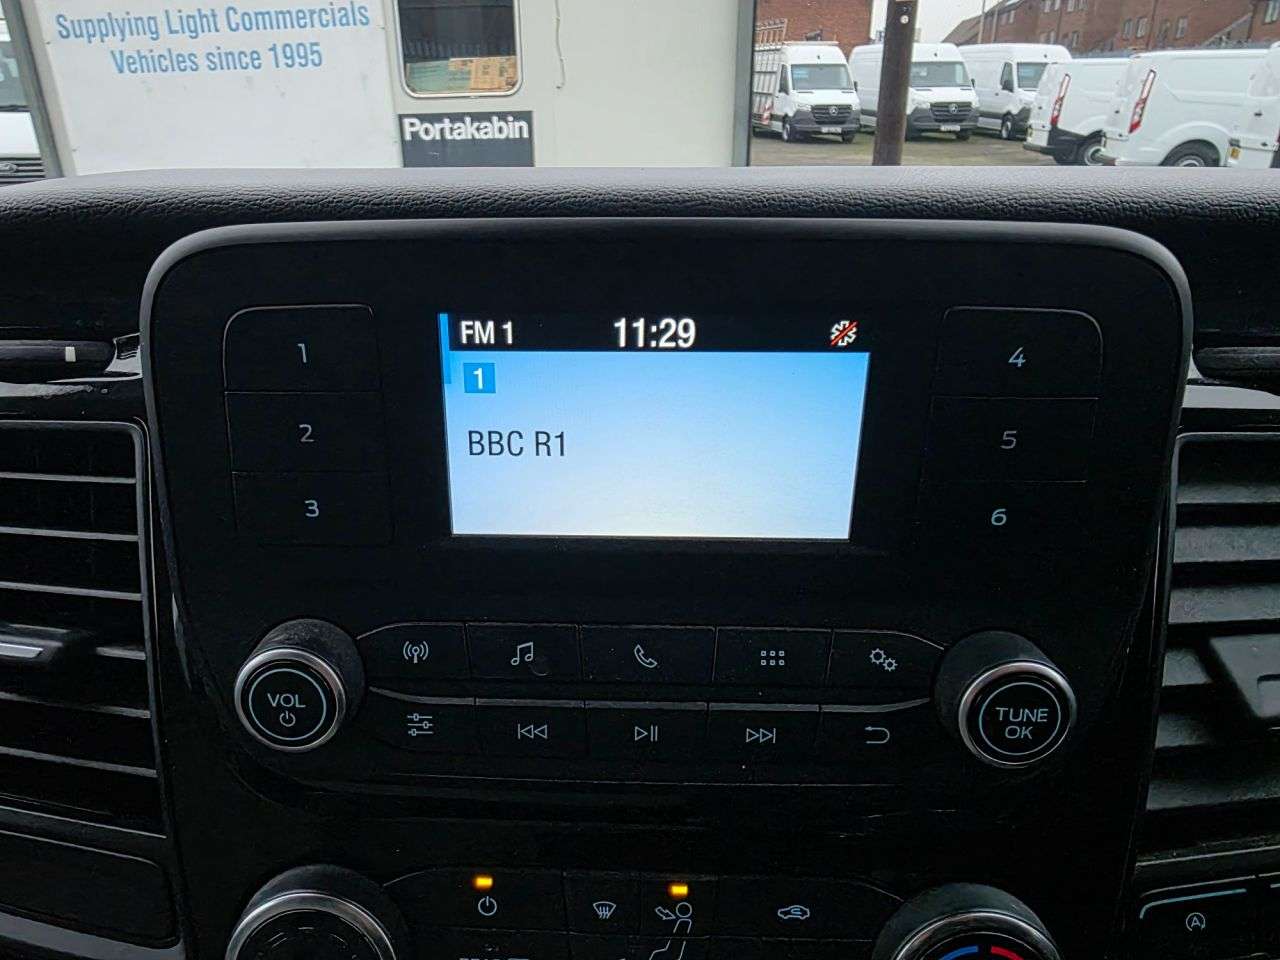 Supplying Light Commercials
Vehicles since 1995
Portakabin
FM 1
11:29
1
BBC R1
1
2
3
4
5
6
VOL
TUNE
OK
A